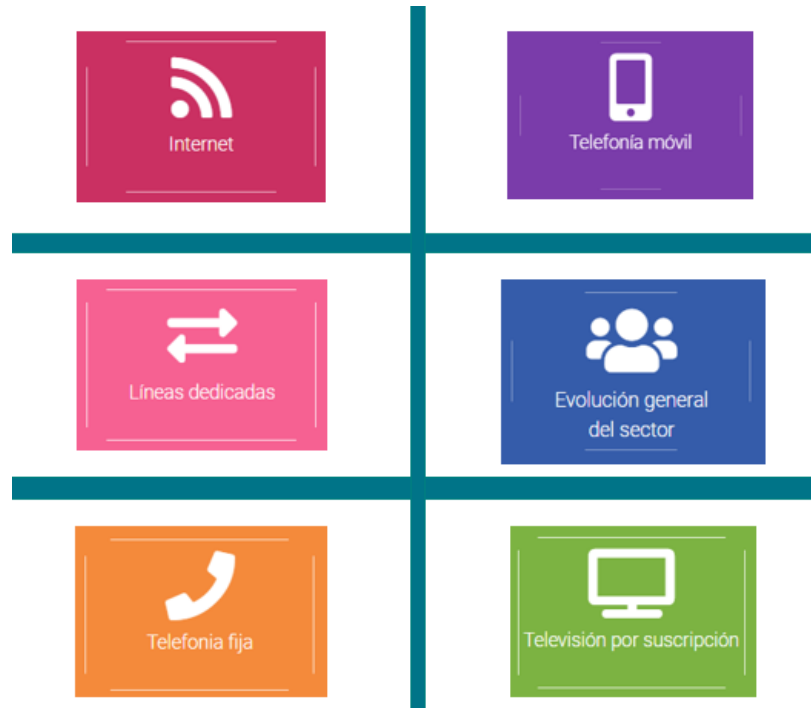 Internet
Telefonía móvil
Líneas dedicadas
Evolución general
del sector
Telefonia fija
Televisión por suscripción